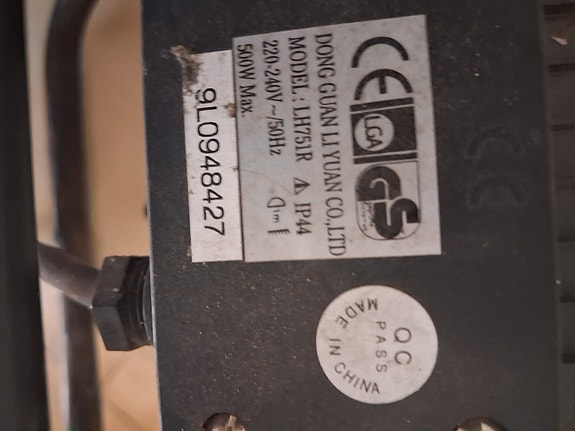 CE
LGA
GS
DONG GUAN LI YUAN CO.,LTD
MODEL : LH751R IP44
220-240V~/50Hz
500W Max.
1m
9L0948427
QC
PASS
MADE IN CHINA